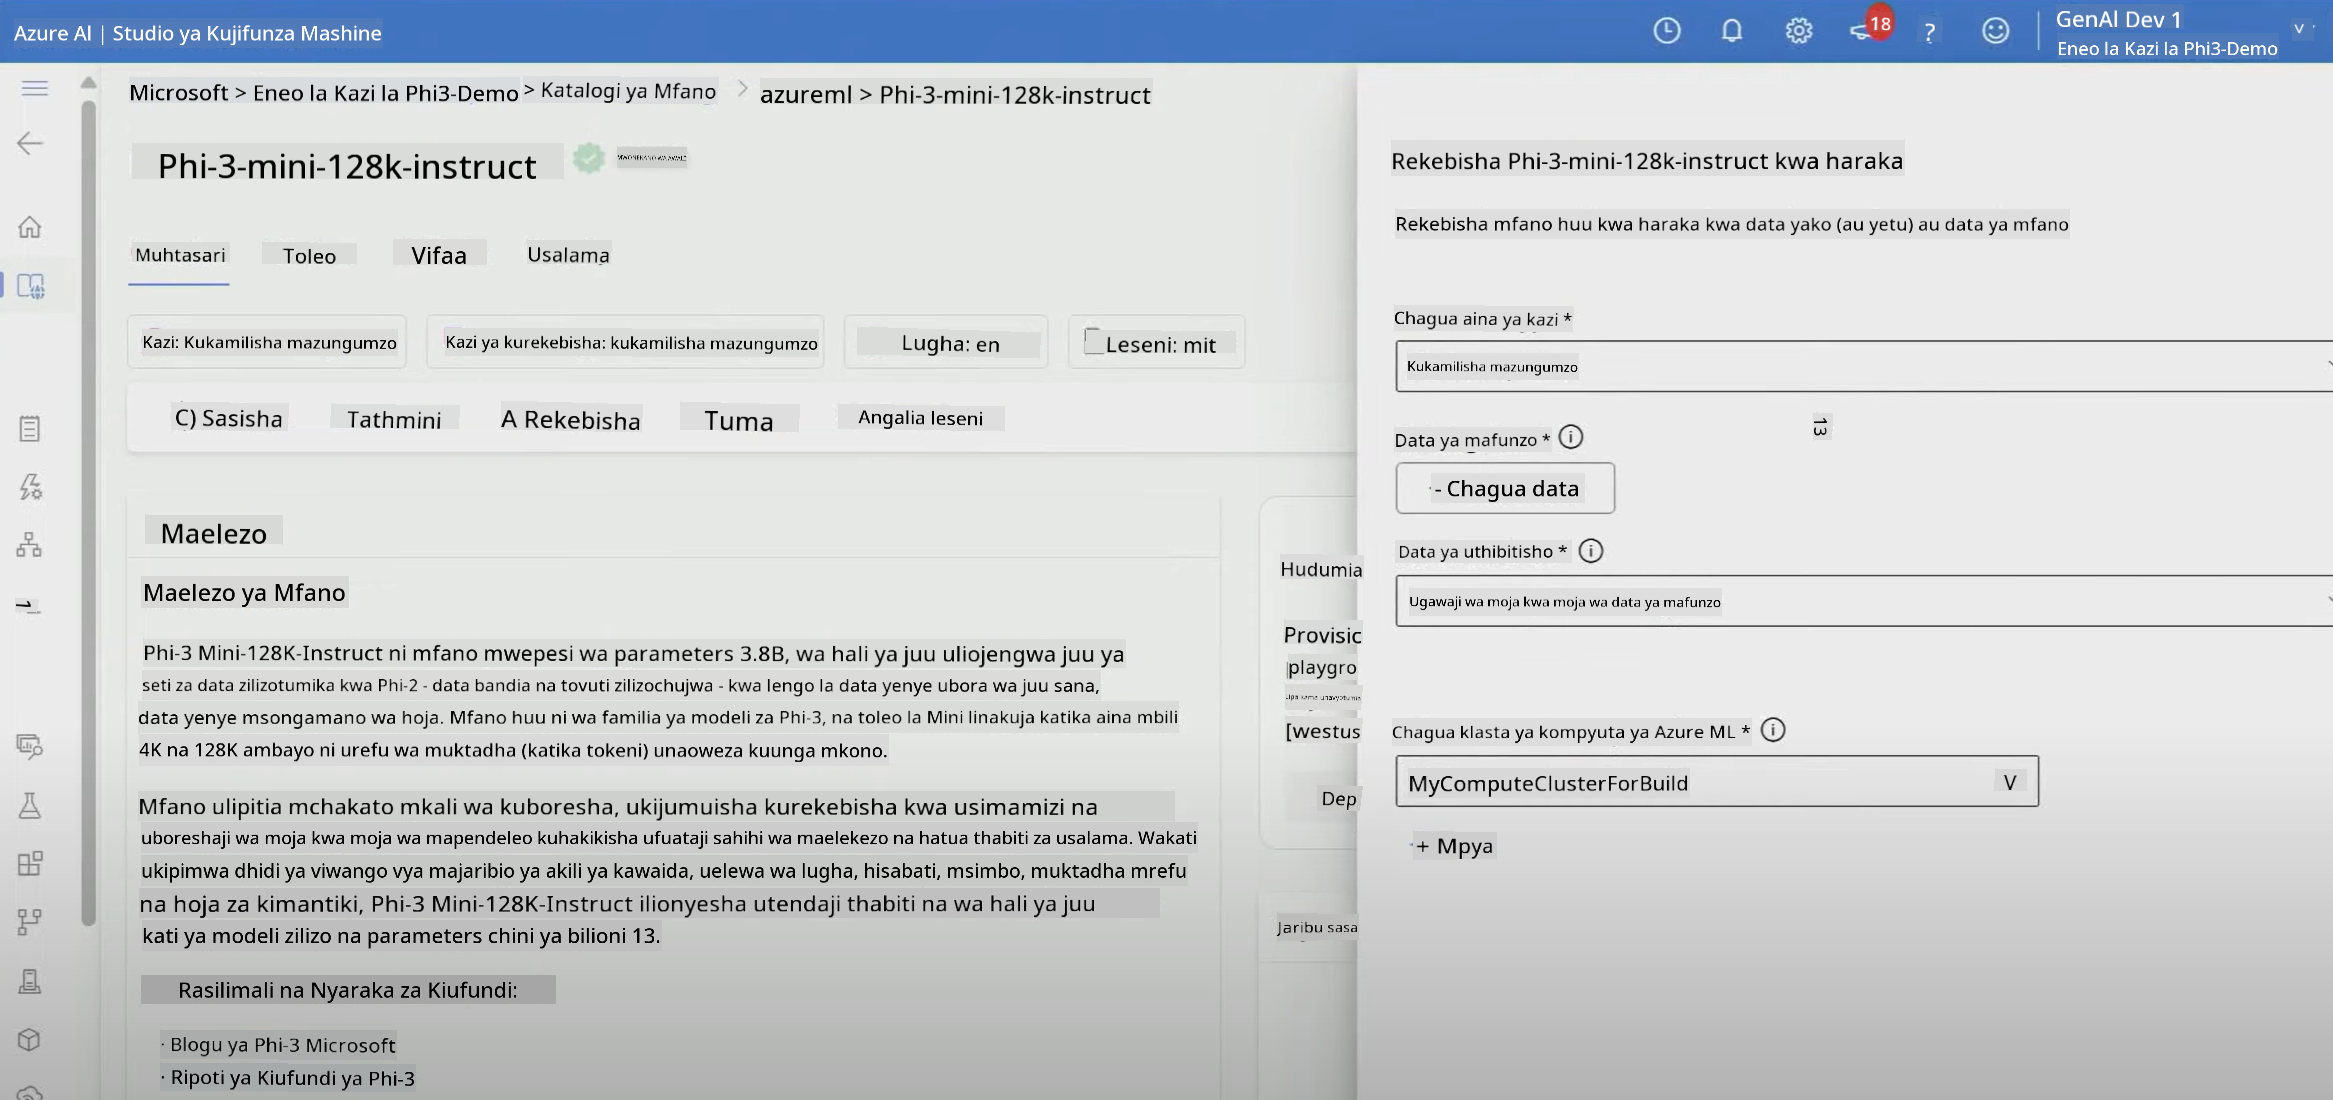 Azure AI | Studio ya Kujifunza Mashine
18
?
GenAI Dev 1
Eneo la Kazi la Phi3-Demo
Microsoft > Eneo la Kazi la Phi3-Demo > Katalogi ya Mfano > azureml > Phi-3-mini-128k-instruct
Phi-3-mini-128k-instruct
Muhtasari Toleo Vifaa Usalama
Kazi: Kukamilisha mazungumzo
Kazi ya kurekebisha: kukamilisha mazungumzo
Lugha: en
Leseni: mit
C) Sasisha Tathmini A Rekebisha Tuma Angalia leseni
Maelezo
Maelezo ya Mfano
Phi-3 Mini-128K-Instruct ni mfano mwepesi wa parameters 3.8B, wa hali ya juu uliojengwa juu ya
seti za data zilizotumika kwa Phi-2 - data bandia na tovuti zilizochujwa - kwa lengo la data yenye ubora wa juu sana,
data yenye msongamano wa hoja. Mfano huu ni wa familia ya modeli za Phi-3, na toleo la Mini linakuja katika aina mbili
4K na 128K ambayo ni urefu wa muktadha (katika tokeni) unaoweza kuunga mkono.
Mfano ulipitia mchakato mkali wa kuboresha, ukijumuisha kurekebisha kwa usimamizi na
uboreshaji wa moja kwa moja wa mapendeleo kuhakikisha ufuataji sahihi wa maelekezo na hatua thabiti za usalama. Wakati
ukipimwa dhidi ya viwango vya majaribio ya akili ya kawaida, uelewa wa lugha, hisabati, msimbo, muktadha mrefu
na hoja za kimantiki, Phi-3 Mini-128K-Instruct ilionyesha utendaji thabiti na wa hali ya juu
kati ya modeli zilizo na parameters chini ya bilioni 13.
Rasilimali na Nyaraka za Kiufundi:
· Blogu ya Phi-3 Microsoft
· Ripoti ya Kiufundi ya Phi-3
Hudumia
Provisic
playgro
[westus
Dep
Jaribu sasa
Rekebisha Phi-3-mini-128k-instruct kwa haraka
Rekebisha mfano huu kwa haraka kwa data yako (au yetu) au data ya mfano
Chagua aina ya kazi *
Kukamilisha mazungumzo
13
Data ya mafunzo *
- Chagua data
Data ya uthibitisho *
Ugawaji wa moja kwa moja wa data ya mafunzo
Chagua klasta ya kompyuta ya Azure ML *
MyComputeClusterForBuild V
+ Mpya